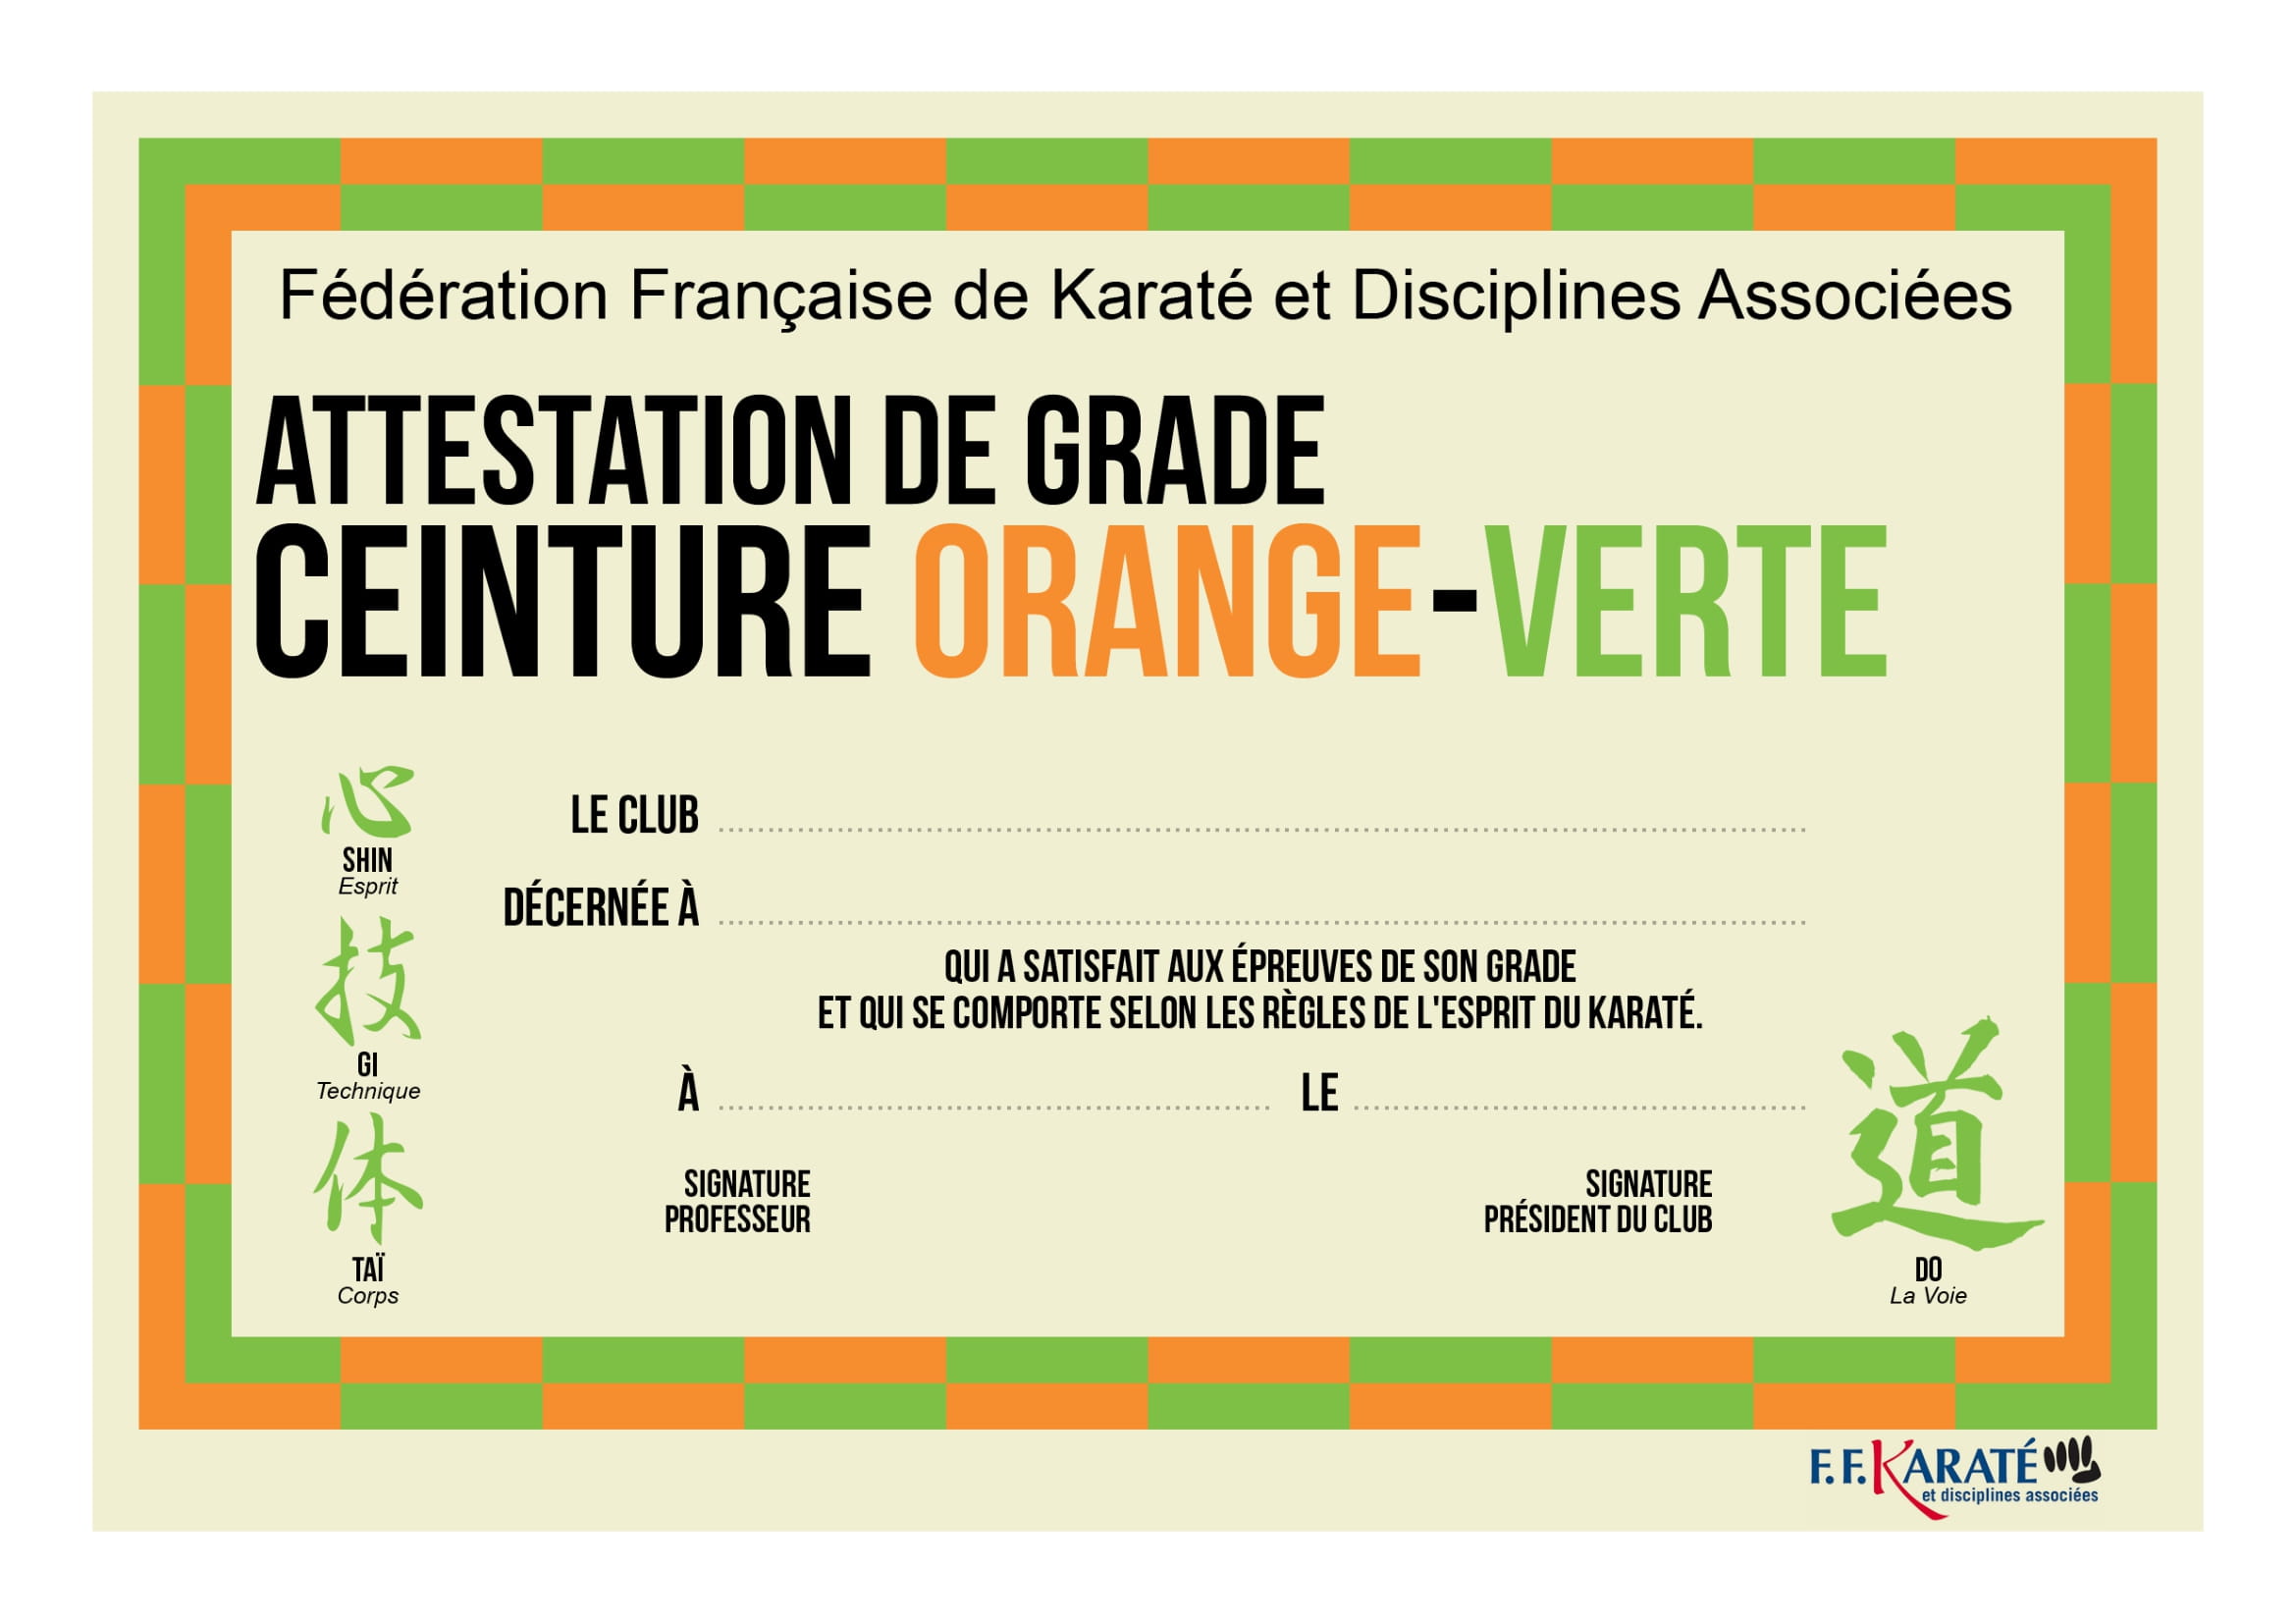 Fédération Française de Karaté et Disciplines Associées
ATTESTATION DE GRADE
CEINTURE ORANGE-VERTE
心
SHIN
Esprit
技
GI
Technique
体
TAÏ
Corps
LE CLUB
DÉCERNÉE À
QUI A SATISFAIT AUX ÉPREUVES DE SON GRADE
ET QUI SE COMPORTE SELON LES RÈGLES DE L'ESPRIT DU KARATÉ.
À LE
SIGNATURE
PROFESSEUR
SIGNATURE
PRÉSIDENT DU CLUB
道
DO
La Voie
F.F.KARATÉ
et disciplines associées